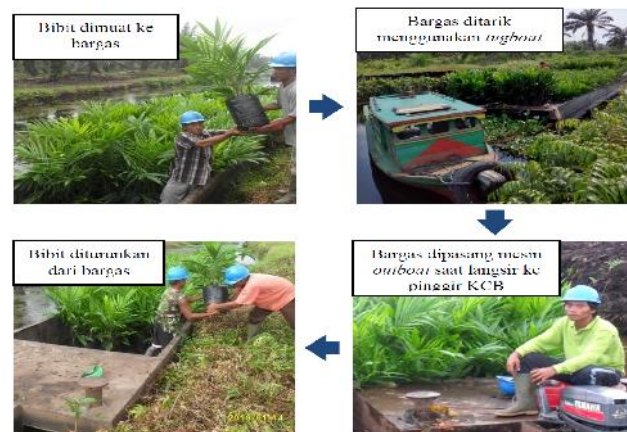 Bibit dimuat ke
bargas
Bargas ditarik
menggunakan tugboat
Bargas dipasang mesin
outboat saat langsir ke
pinggir KCB
YAMAHA
Bibit diturunkan
dari bargas